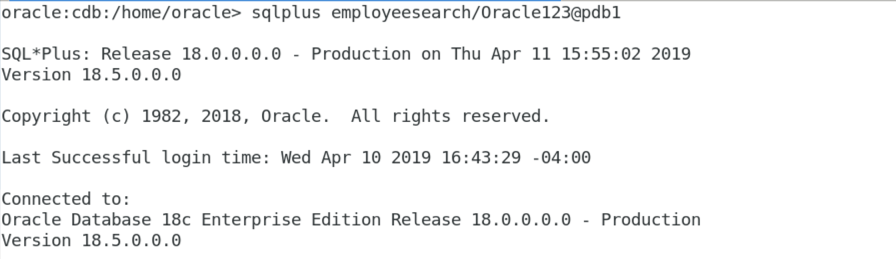 oracle:cdb:/home/oracle> sqlplus employeesearch/Oracle123@pdb1
SQL*Plus: Release 18.0.0.0.0 - Production on Thu Apr 11 15:55:02 2019
Version 18.5.0.0.0
Copyright (c) 1982, 2018, Oracle.  All rights reserved.
Last Successful login time: Wed Apr 10 2019 16:43:29 -04:00
Connected to:
Oracle Database 18c Enterprise Edition Release 18.0.0.0.0 - Production
Version 18.5.0.0.0